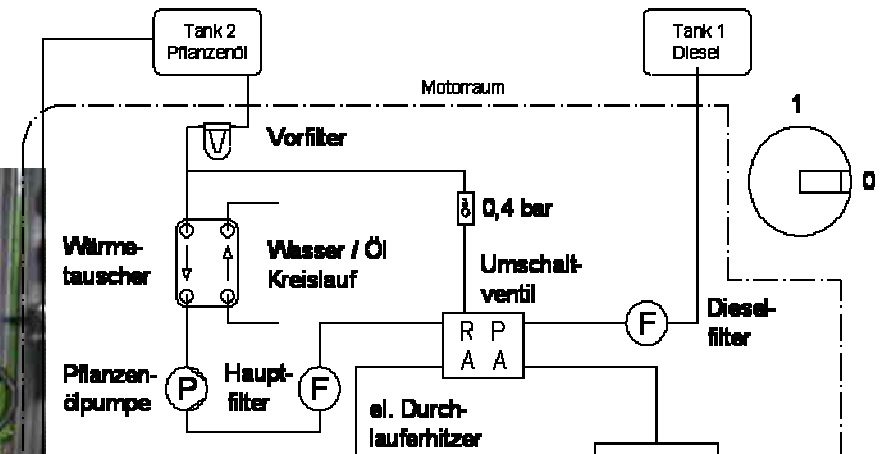 Tank 2
Pflanzenöl
Tank 1
Diesel
Motorraum
1
0
Vorfilter
0,4 bar
Wärme-
tauscher
Wasser / Öl
Kreislauf
Umschalt-
ventil
Diesel-
filter
F
R P
A A
Pflanzen-
ölpumpe
P
Haupt-
filter
F
el. Durch-
lauferhitzer